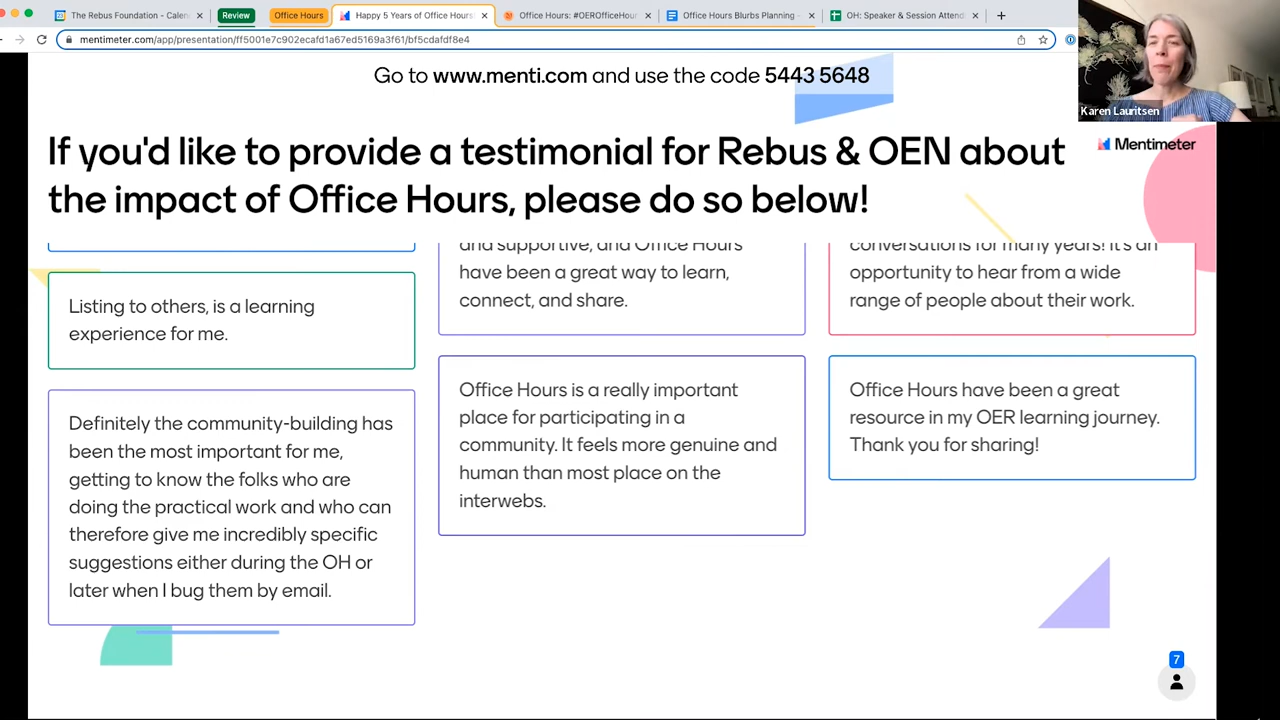 The Rebus Foundation - Calen
Review
Office Hours
Happy 5 Years of Office Hours
Office Hours: #OEROfficeHour
Office Hours Blurbs Planning -
OH: Speaker & Session Attend
mentimeter.com/app/presentation/ff5001e7c902ecafd1a67ed5169a3f61/bf5cdafdf8e4
Karen Lauritsen
Go to www.menti.com and use the code 5443 5648
Mentimeter
If you'd like to provide a testimonial for Rebus & OEN about
the impact of Office Hours, please do so below!
Listing to others, is a learning
experience for me.
Definitely the community-building has
been the most important for me,
getting to know the folks who are
doing the practical work and who can
therefore give me incredibly specific
suggestions either during the OH or
later when I bug them by email.
and supportive, and Office Hours
have been a great way to learn,
connect, and share.
Office Hours is a really important
place for participating in a
community. It feels more genuine and
human than most place on the
interwebs.
conversations for many years! It's an
opportunity to hear from a wide
range of people about their work.
Office Hours have been a great
resource in my OER learning journey.
Thank you for sharing!
7